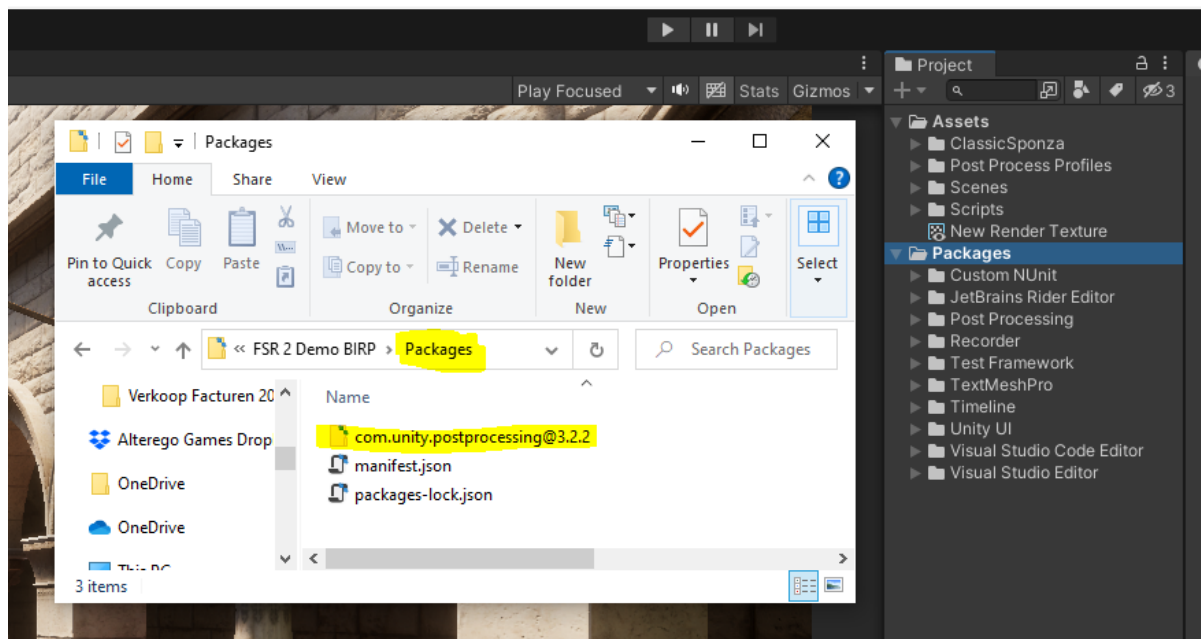 Play Focused Stats Gizmos
Project
3
Packages
File Home Share View
Assets
ClassicSponza
Post Process Profiles
Scenes
Scripts
New Render Texture
Packages
Custom NUnit
JetBrains Rider Editor
Post Processing
Recorder
Test Framework
TextMeshPro
Timeline
Unity UI
Visual Studio Code Editor
Visual Studio Editor
Pin to Quick access
Copy
Paste
Move to
Copy to
Delete
Rename
New folder
Properties
Select
Clipboard Organize New Open
« FSR 2 Demo BIRP > Packages
Search Packages
Verkoop Facturen 20
Alterego Games Drop
OneDrive
OneDrive
Name
com.unity.postprocessing@3.2.2
manifest.json
packages-lock.json
3 items